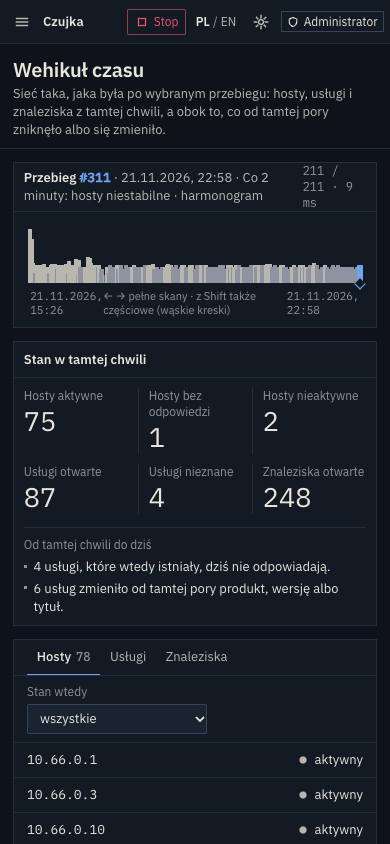 Czujka
Stop
PL / EN
Administrator
Wehikuł czasu
Sieć taka, jaka była po wybranym przebiegu: hosty, usługi i
znaleziska z tamtej chwili, a obok to, co od tamtej pory
zniknęło albo się zmieniło.
Przebieg #311 · 21.11.2026, 22:58 · Co 2
minuty: hosty niestabilne · harmonogram
211 /
211 · 9
ms
21.11.2026,
15:26
← → pełne skany · z Shift także
częściowe (wąskie kreski)
21.11.2026,
22:58
Stan w tamtej chwili
Hosty aktywne
75
Hosty bez
odpowiedzi
1
Hosty nieaktywne
2
Usługi otwarte
87
Usługi nieznane
4
Znaleziska otwarte
248
Od tamtej chwili do dziś
4 usługi, które wtedy istniały, dziś nie odpowiadają.
6 usług zmieniło od tamtej pory produkt, wersję albo
tytuł.
Hosty 78
Usługi
Znaleziska
Stan wtedy
wszystkie
10.66.0.1
aktywny
10.66.0.3
aktywny
10.66.0.10
aktywny